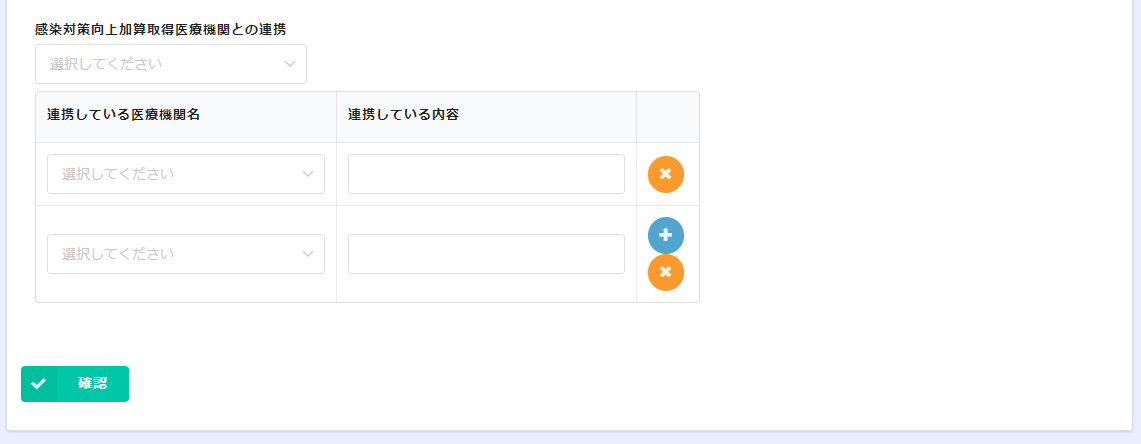 感染対策向上加算取得医療機関との連携
選択してください
連携している医療機関名 連携している内容
選択してください
選択してください
確認